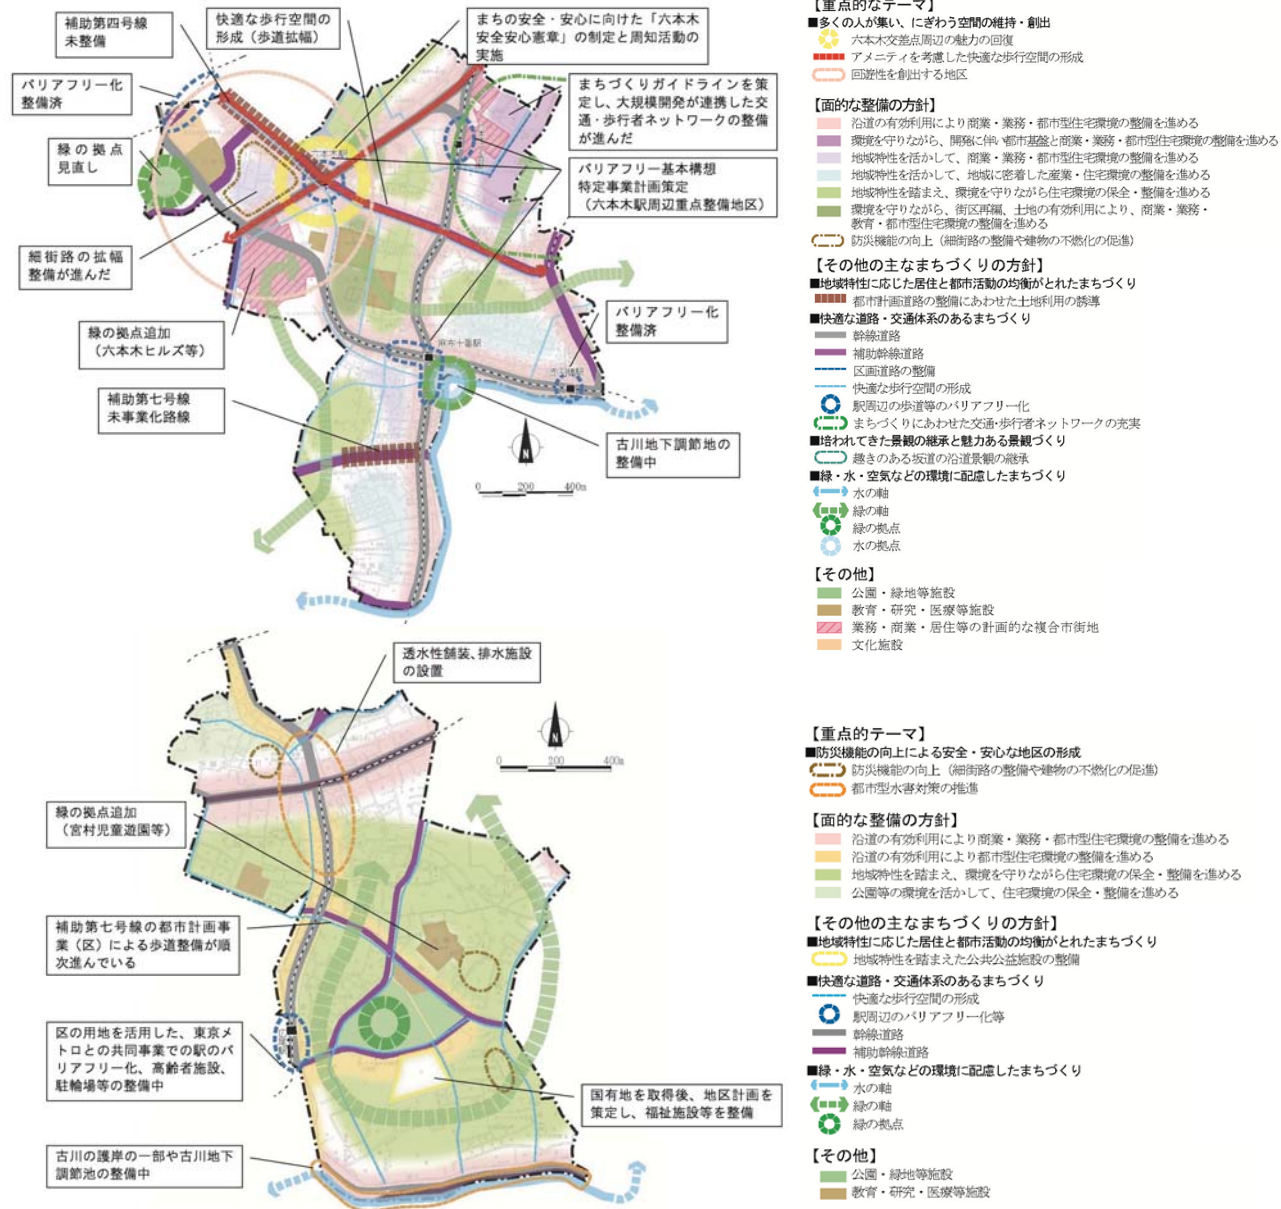 補助第四号線
未整備
快適な歩行空間の
形成（歩道拡幅）
まちの安全・安心に向けた「六本木
安全安心憲章」の制定と周知活動の
実施
バリアフリー化
整備済
まちづくりガイドラインを策
定し、大規模開発が連携した交
通・歩行者ネットワークの整備
が進んだ
緑の拠点
見直し
バリアフリー基本構想
特定事業計画策定
（六本木駅周辺重点整備地区）
細街路の拡幅
整備が進んだ
バリアフリー化
整備済
緑の拠点追加
（六本木ヒルズ等）
麻布十番駅
赤羽橋駅
補助第七号線
未事業化路線
古川地下調節地の
整備中
N
0 200 400m
【重点的なテーマ】
■多くの人が集い、にぎわう空間の維持・創出
六本木交差点周辺の魅力の回復
アメニティを考慮した快適な歩行空間の形成
回遊性を創出する地区
【面的な整備の方針】
沿道の有効利用により商業・業務・都市型住宅環境の整備を進める
環境を守りながら、開発に伴い都市基盤と商業・業務・都市型住宅環境の整備を進める
地域特性を活かして、商業・業務・都市型住宅環境の整備を進める
地域特性を活かして、地域に密着した産業・住宅環境の整備を進める
地域特性を踏まえ、環境を守りながら住宅環境の保全・整備を進める
環境を守りながら、街区再編、土地の有効利用により、商業・業務・
教育・都市型住宅環境の整備を進める
防災機能の向上（細街路の整備や建物の不燃化の促進）
【その他の主なまちづくりの方針】
■地域特性に応じた居住と都市活動の均衡がとれたまちづくり
都市計画道路の整備にあわせた土地利用の誘導
■快適な道路・交通体系のあるまちづくり
幹線道路
補助幹線道路
区画道路の整備
快適な歩行空間の形成
駅周辺の歩道等のバリアフリー化
まちづくりにあわせた交通・歩行者ネットワークの充実
■培われてきた景観の継承と魅力ある景観づくり
趣きのある坂道の沿道景観の継承
■緑・水・空気などの環境に配慮したまちづくり
水の軸
緑の軸
緑の拠点
水の拠点
【その他】
公園・緑地等施設
教育・研究・医療等施設
業務・商業・居住等の計画的な複合市街地
文化施設
透水性舗装、排水施設
の設置
N
0 200 400m
緑の拠点追加
（宮村児童遊園等）
補助第七号線の都市計画事
業（区）による歩道整備が順
次進んでいる
区の用地を活用した、東京メ
トロとの共同事業での駅のバ
リアフリー化、高齢者施設、
駐輪場等の整備中
国有地を取得後、地区計画を
策定し、福祉施設等を整備
古川の護岸の一部や古川地下
調節池の整備中
【重点的テーマ】
■防災機能の向上による安全・安心な地区の形成
防災機能の向上（細街路の整備や建物の不燃化の促進）
都市型水害対策の推進
【面的な整備の方針】
沿道の有効利用により商業・業務・都市型住宅環境の整備を進める
沿道の有効利用により都市型住宅環境の整備を進める
地域特性を踏まえ、環境を守りながら住宅環境の保全・整備を進める
公園等の環境を活かして、住宅環境の保全・整備を進める
【その他の主なまちづくりの方針】
■地域特性に応じた居住と都市活動の均衡がとれたまちづくり
地域特性を踏まえた公共公益施設の整備
■快適な道路・交通体系のあるまちづくり
快適な歩行空間の形成
駅周辺のバリアフリー化等
幹線道路
補助幹線道路
■緑・水・空気などの環境に配慮したまちづくり
水の軸
緑の軸
緑の拠点
【その他】
公園・緑地等施設
教育・研究・医療等施設